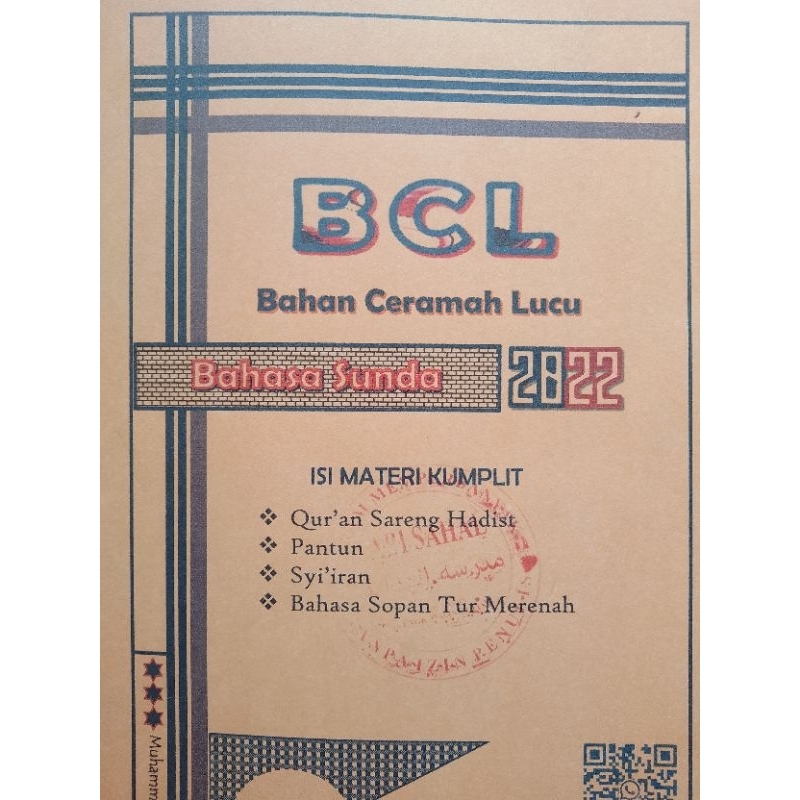 BCL
Bahan Ceramah Lucu
Bahasa Sunda 2022
ISI MATERI KUMPLIT
Qur'an Sareng Hadist
Pantun
Syi'iran
Bahasa Sopan Tur Merenah
SAHAL